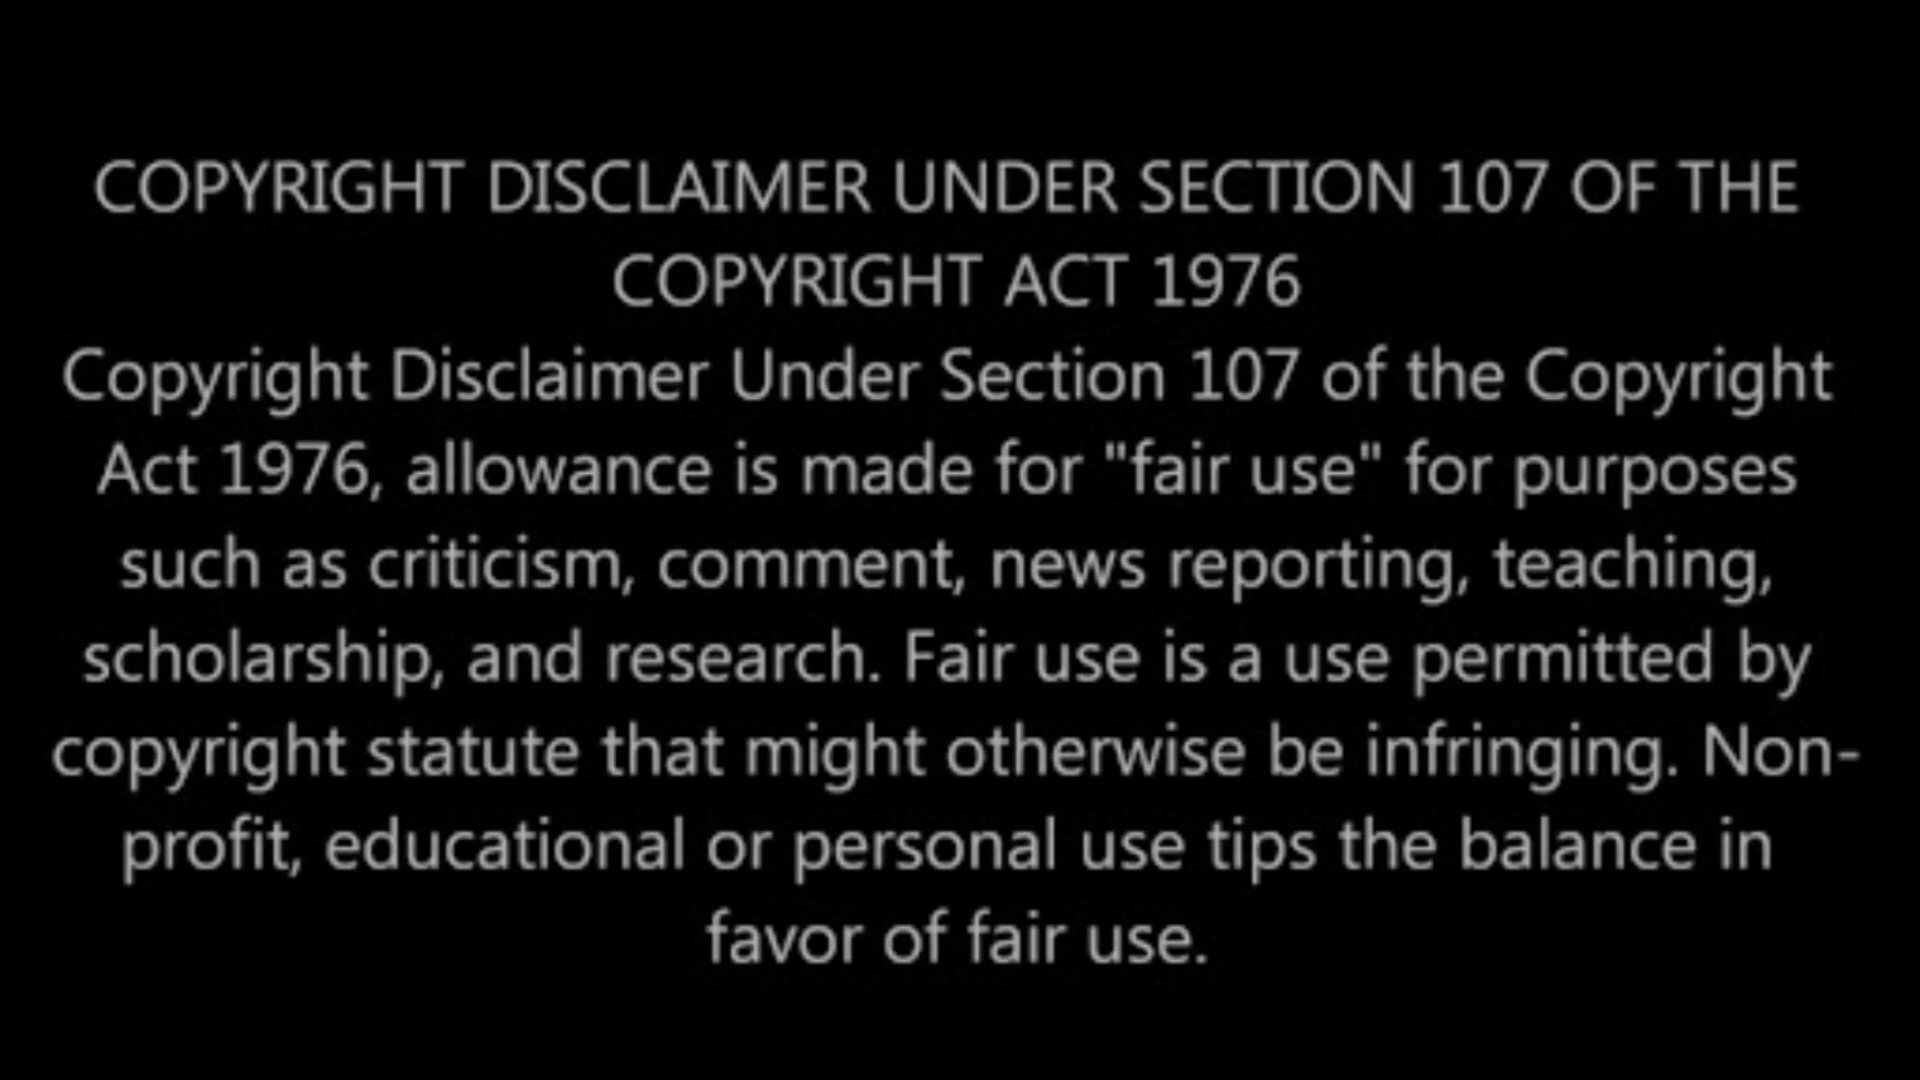 COPYRIGHT DISCLAIMER UNDER SECTION 107 OF THE
COPYRIGHT ACT 1976
Copyright Disclaimer Under Section 107 of the Copyright
Act 1976, allowance is made for "fair use" for purposes
such as criticism, comment, news reporting, teaching,
scholarship, and research. Fair use is a use permitted by
copyright statute that might otherwise be infringing. Non-
profit, educational or personal use tips the balance in
favor of fair use.